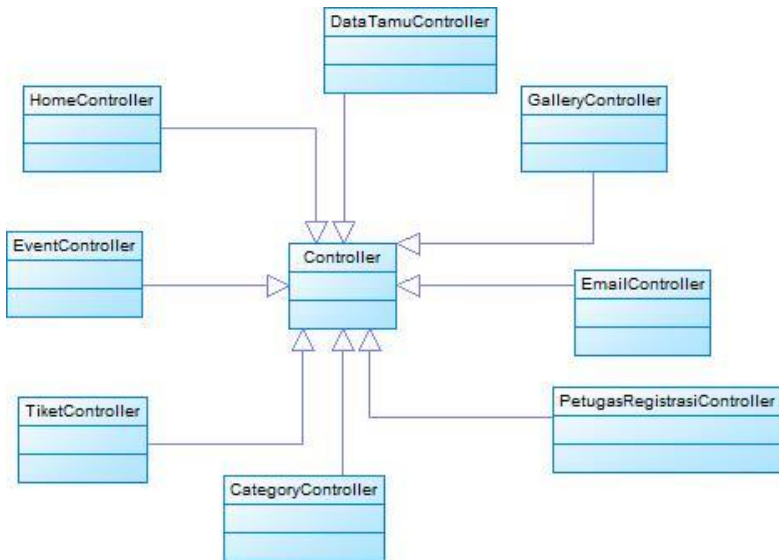 DataTamuController
HomeController
GalleryController
EventController
Controller
EmailController
TiketController
PetugasRegistrasiController
CategoryController